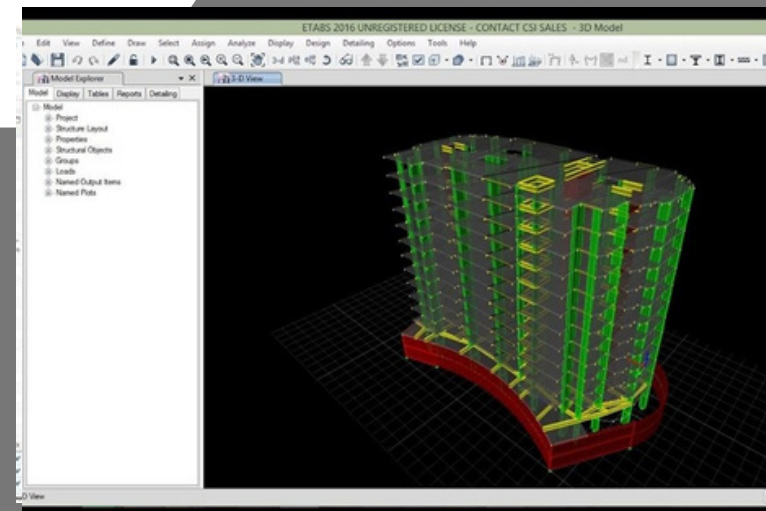 ETABS 2016 UNREGISTERED LICENSE - CONTACT CSI SALES - 3D Model
Edit View Define Draw Select Assign Analyze Display Design Detailing Options Tools Help
Model Explorer
3-D View
Model Display Tables Reports Detailing
Model
Project
Structure Layout
Properties
Structural Objects
Groups
Loads
Named Output Items
Named Plots
D View